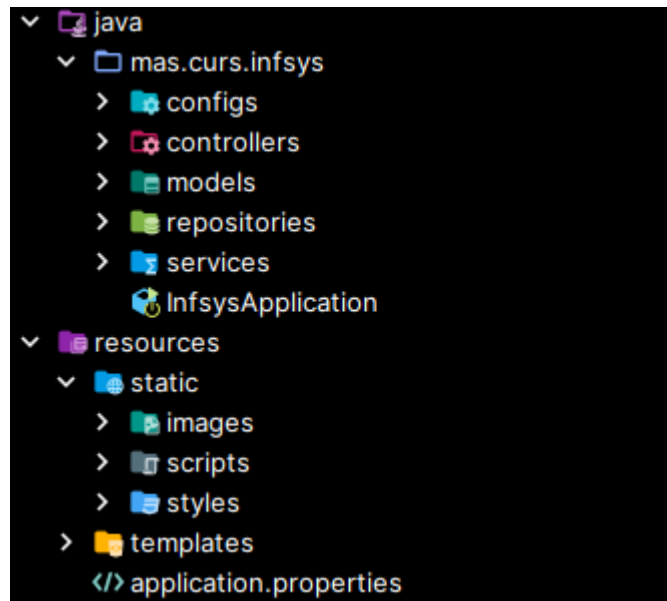 java
mas.curs.infsys
configs
controllers
models
repositories
services
InfsysApplication
resources
static
images
scripts
styles
templates
application.properties